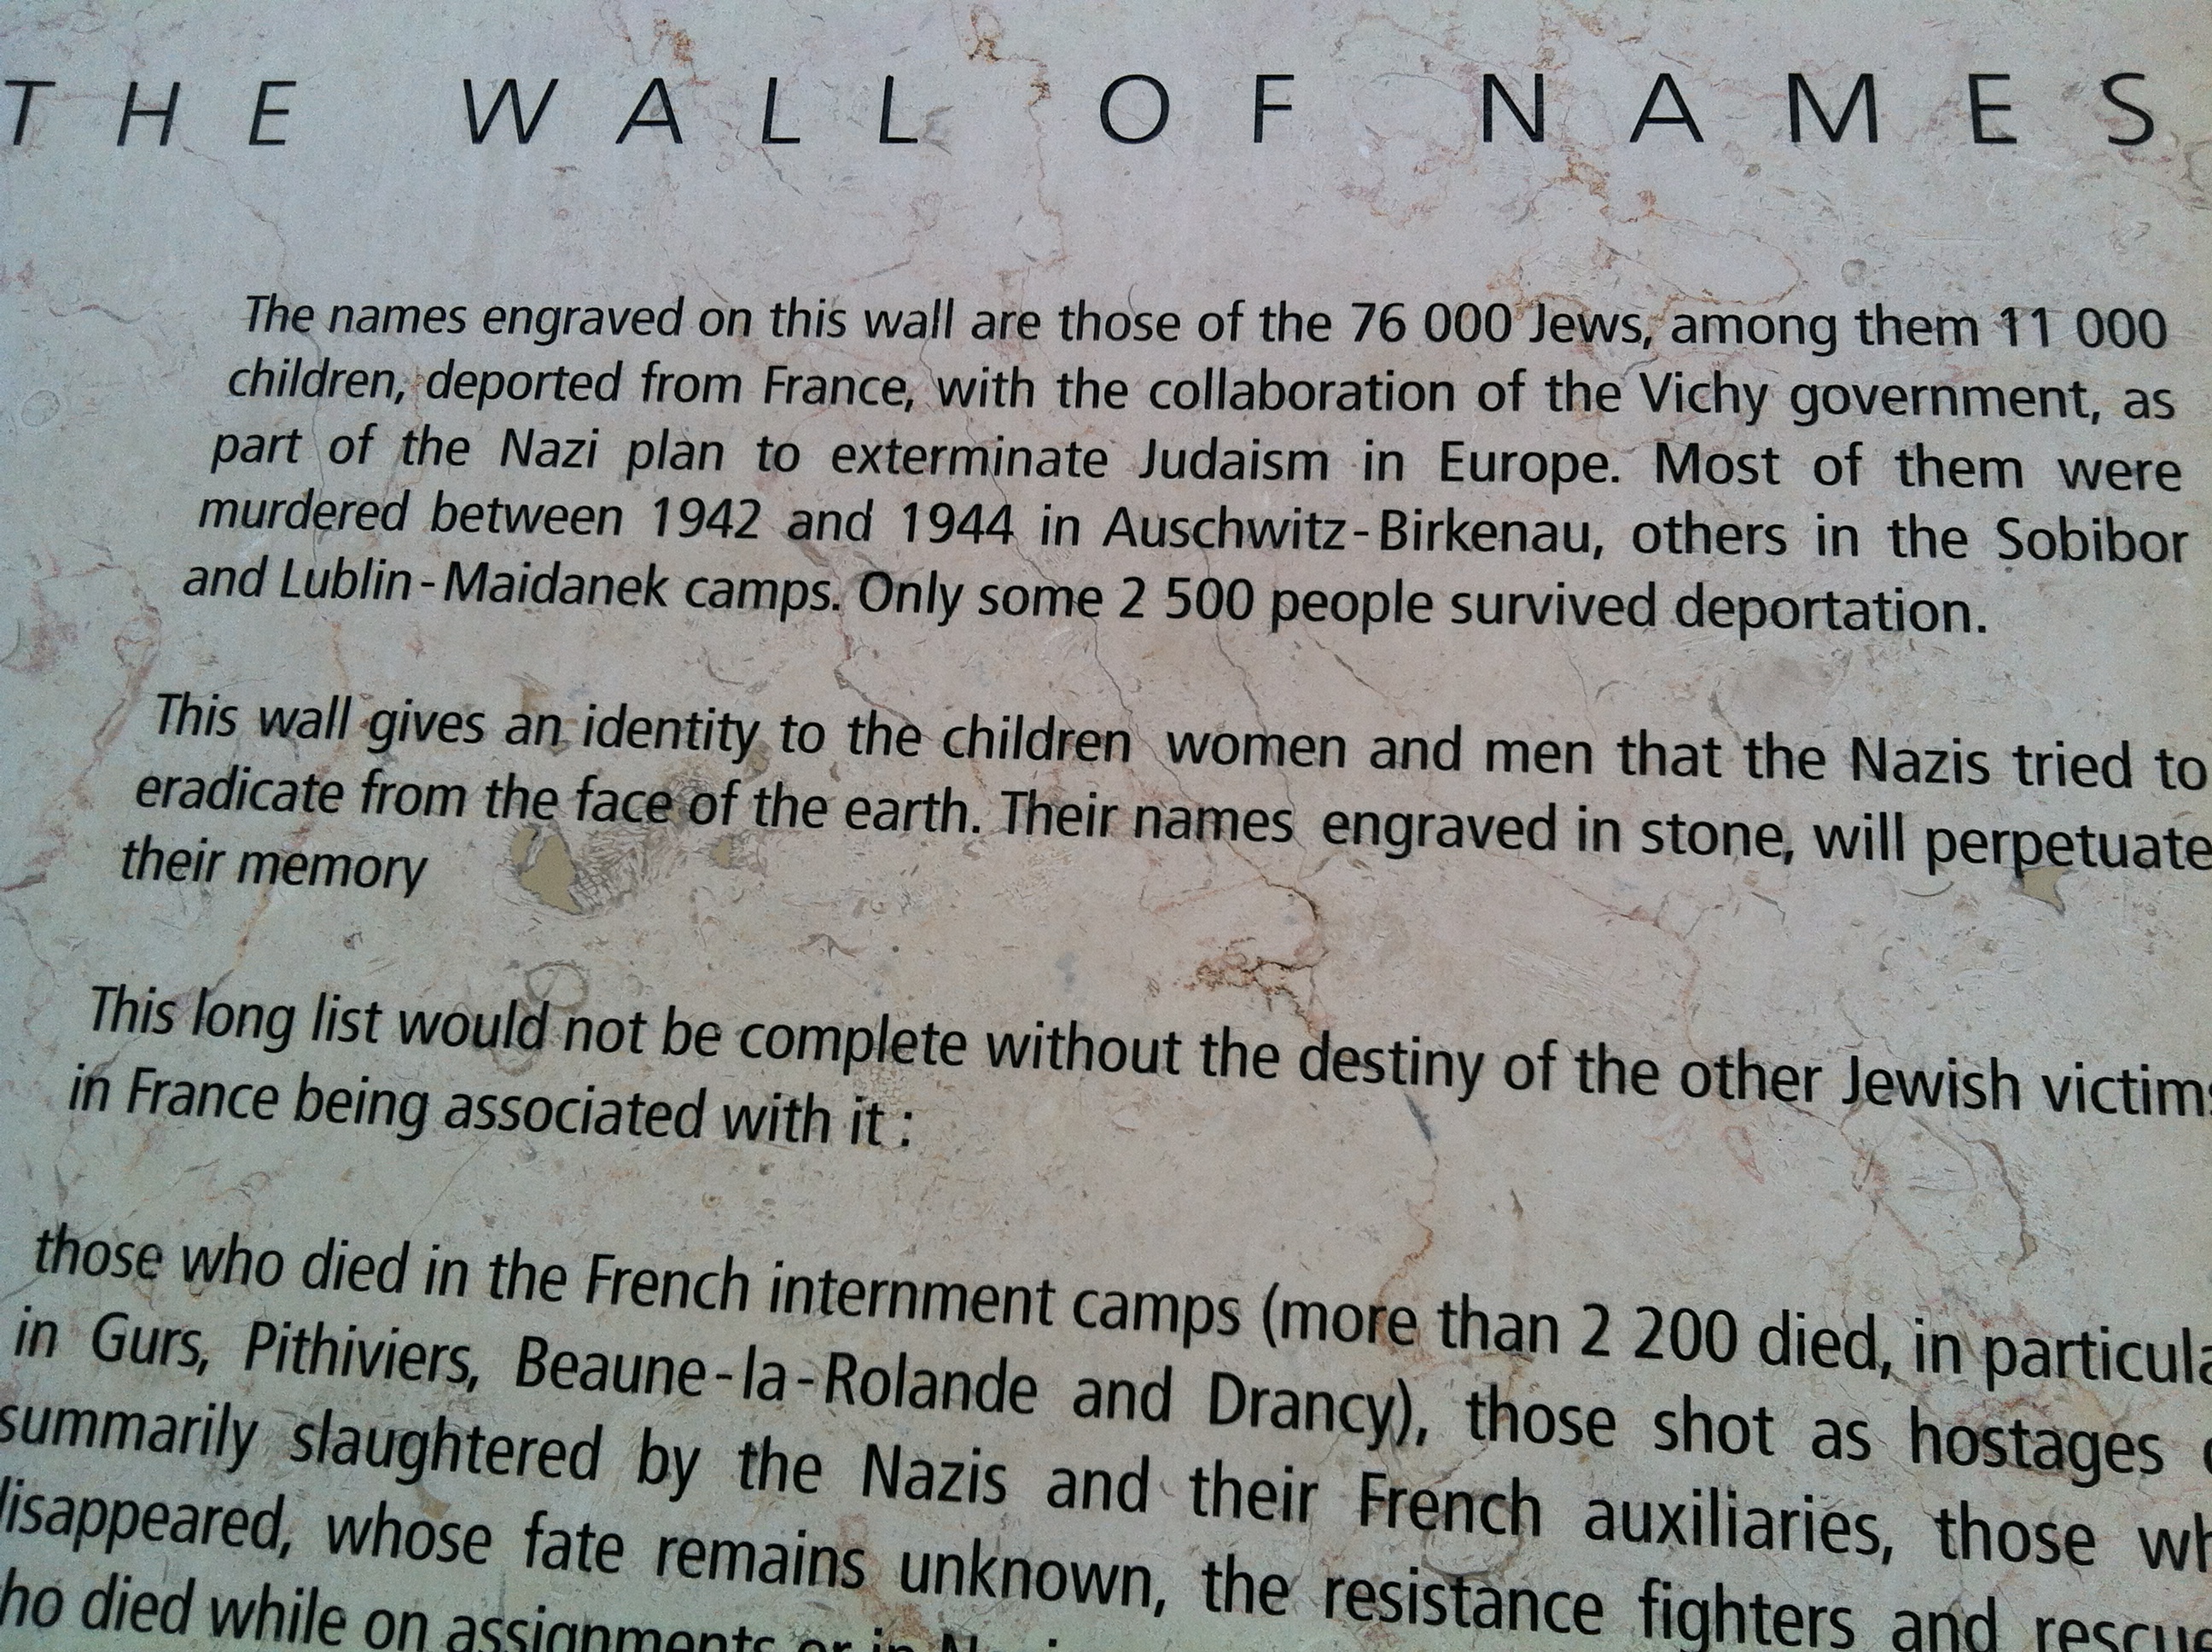 THE WALL OF NAMES
The names engraved on this wall are those of the 76 000 Jews, among them 11 000
children, deported from France, with the collaboration of the Vichy government, as
part of the Nazi plan to exterminate Judaism in Europe. Most of them were
murdered between 1942 and 1944 in Auschwitz-Birkenau, others in the Sobibor
and Lublin-Maidanek camps. Only some 2 500 people survived deportation.
This wall gives an identity to the children women and men that the Nazis tried to
eradicate from the face of the earth. Their names engraved in stone, will perpetuate
their memory
This long list would not be complete without the destiny of the other Jewish victims
in France being associated with it :
those who died in the French internment camps (more than 2 200 died, in particula
in Gurs, Pithiviers, Beaune-la-Rolande and Drancy), those shot as hostages
summarily slaughtered by the Nazis and their French auxiliaries, those wh
disappeared, whose fate remains unknown, the resistance fighters and rescue
ho died while on assignments or in